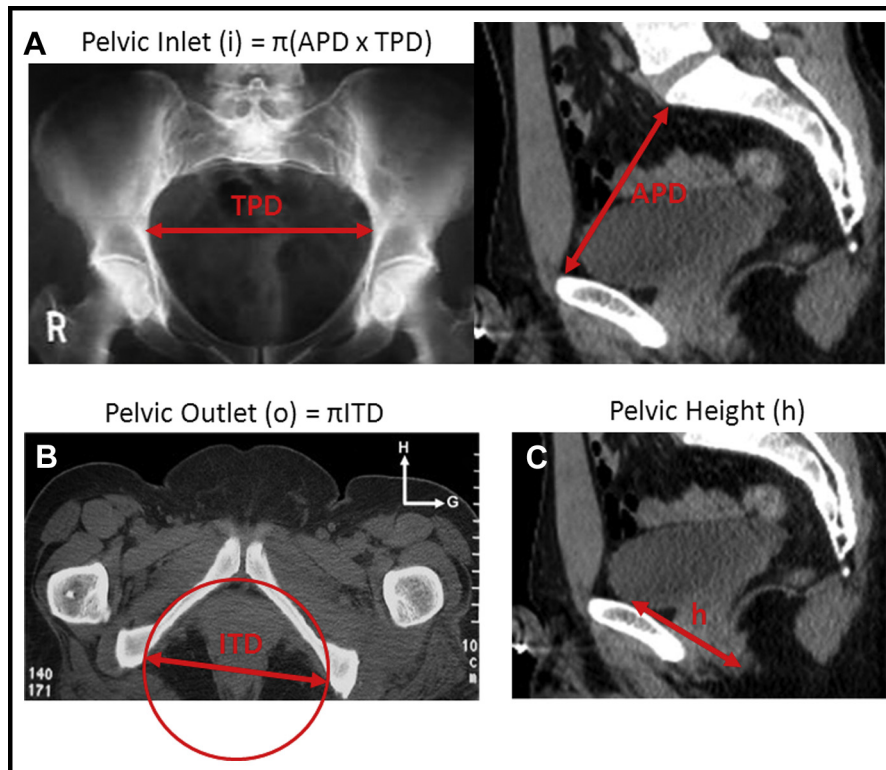 A
Pelvic Inlet (i) = π(APD x TPD)
TPD
APD
R
Pelvic Outlet (o) = πITD
Pelvic Height (h)
B
H
G
ITD
10
c
m
140
171
C
h